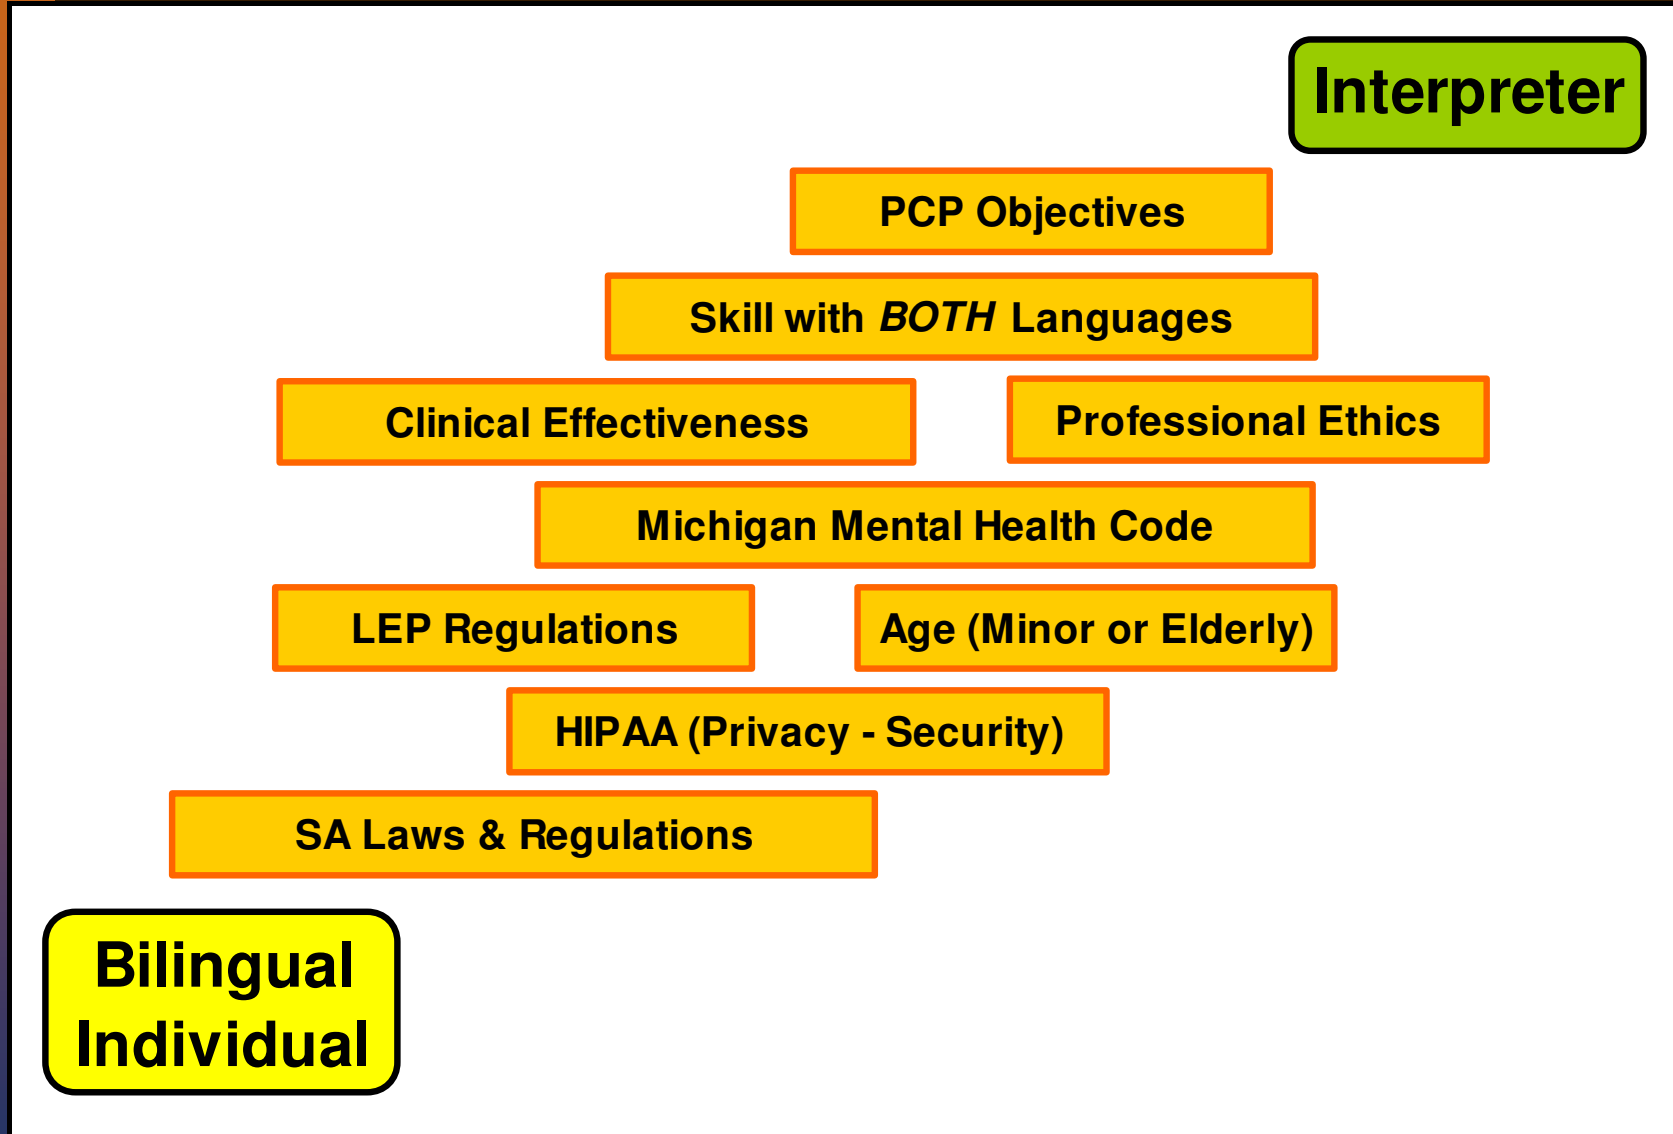 Interpreter
PCP Objectives
Skill with BOTH Languages
Clinical Effectiveness
Professional Ethics
Michigan Mental Health Code
LEP Regulations
Age (Minor or Elderly)
HIPAA (Privacy - Security)
SA Laws & Regulations
Bilingual
Individual